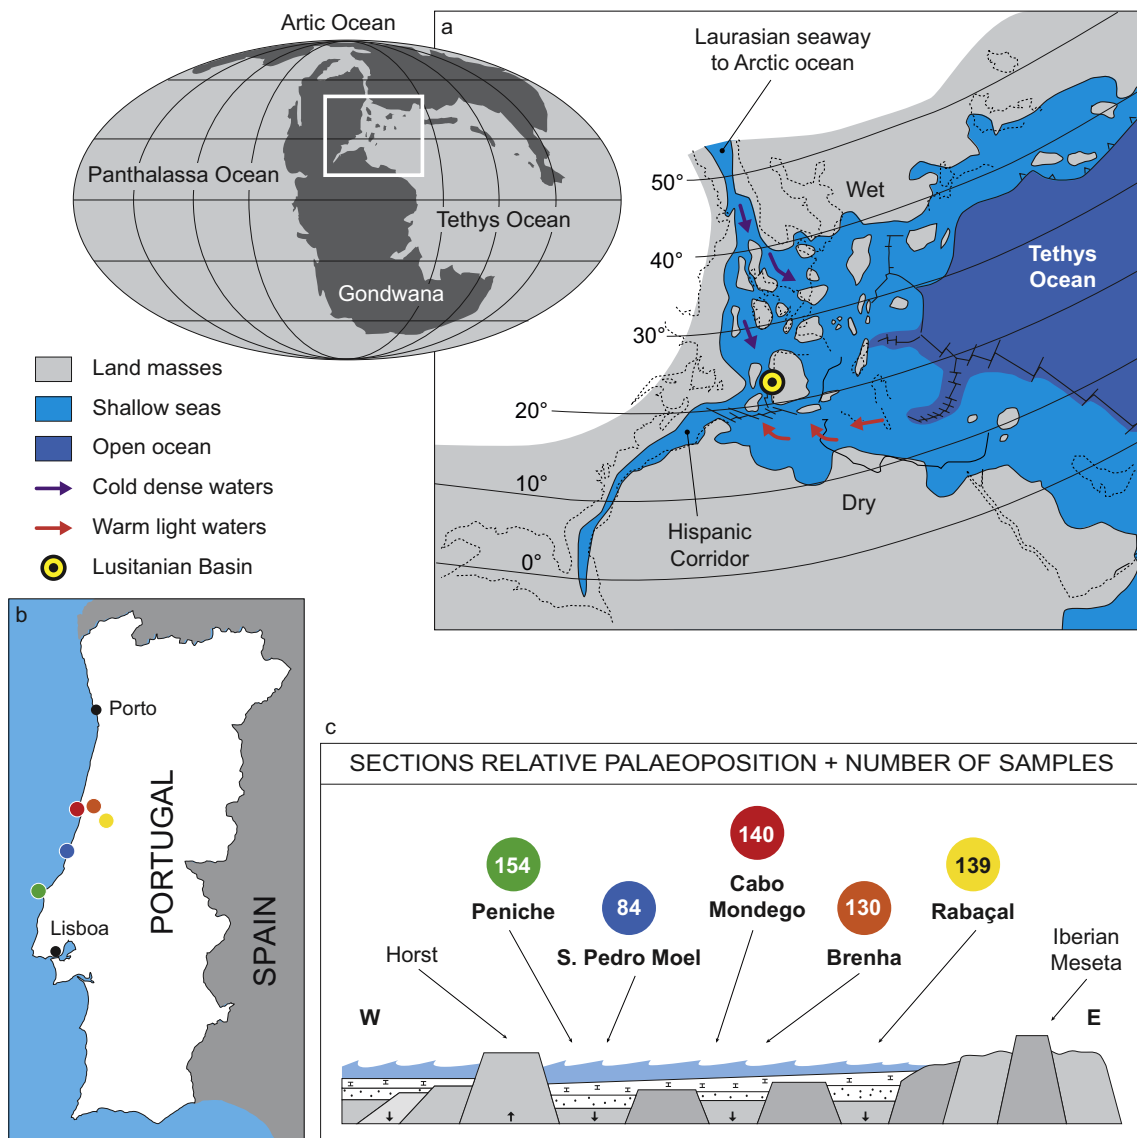 Artic Ocean
Panthalassa Ocean
Tethys Ocean
Gondwana
a
Laurasian seaway
to Arctic ocean
Wet
50°
40°
30°
20°
10°
0°
Tethys
Ocean
Dry
Hispanic
Corridor
Land masses
Shallow seas
Open ocean
Cold dense waters
Warm light waters
Lusitanian Basin
b
Porto
Lisboa
PORTUGAL
SPAIN
c
SECTIONS RELATIVE PALAEOPOSITION + NUMBER OF SAMPLES
154
Peniche
84
S. Pedro Moel
140
Cabo
Mondego
130
Brenha
139
Rabaçal
Horst
Iberian
Meseta
W
E